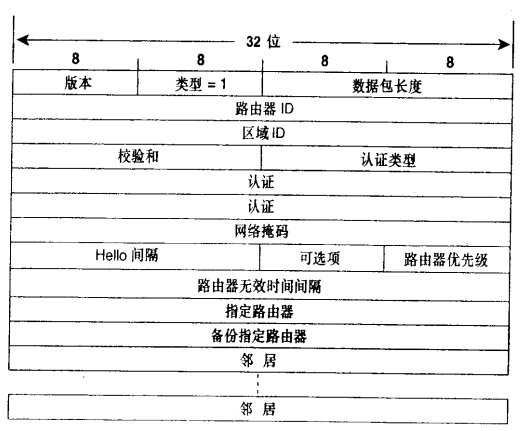 32 位
8 8 8 8
版本 类型 = 1 数据包长度
路由器 ID
区域 ID
校验和 认证类型
认证
认证
网络掩码
Hello 间隔 可选项 路由器优先级
路由器无效时间间隔
指定路由器
备份指定路由器
邻 居
邻 居